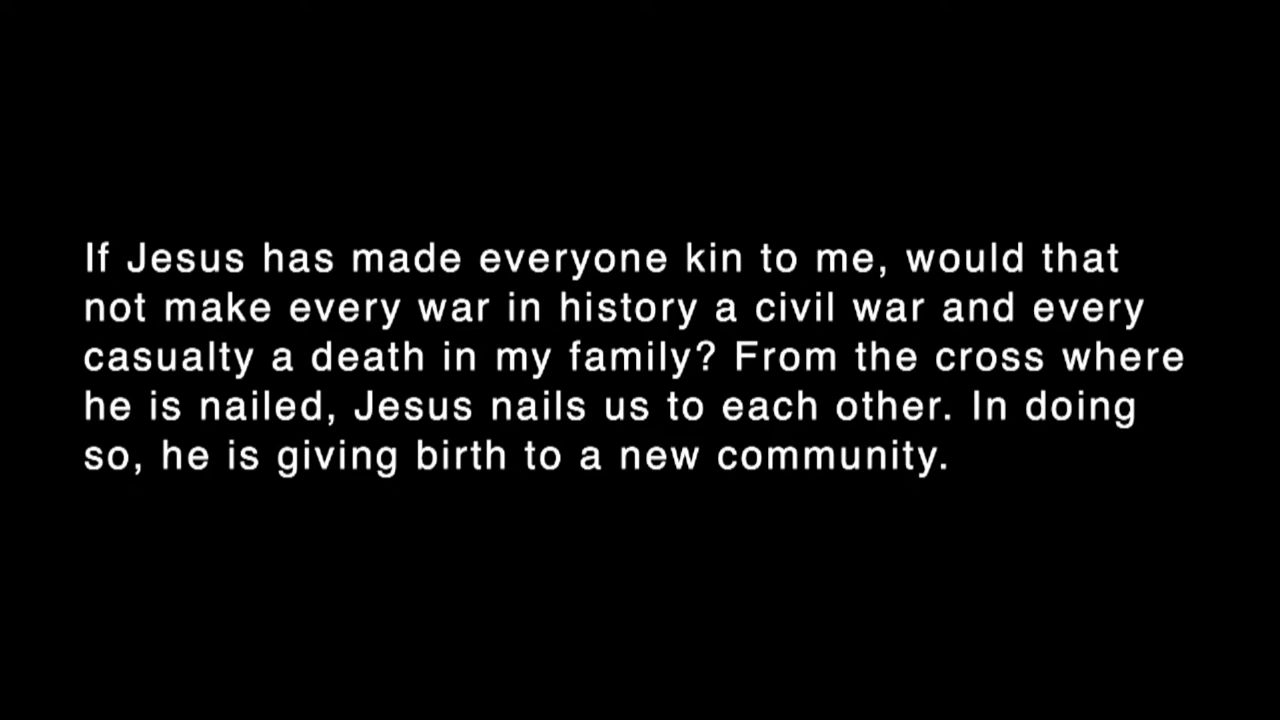 If Jesus has made everyone kin to me, would that
not make every war in history a civil war and every
casualty a death in my family? From the cross where
he is nailed, Jesus nails us to each other. In doing
so, he is giving birth to a new community.